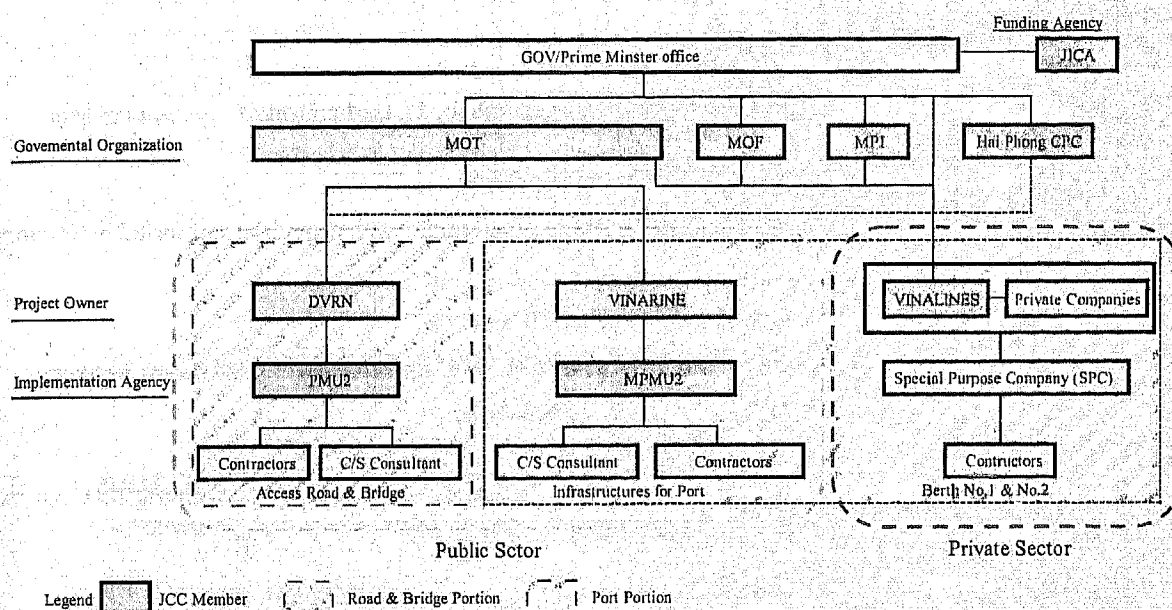 Funding Agency
GOV/Prime Minster office
JICA
Govemental Organization
MOT
MOF
MPI
Hai Phong CPC
Project Owner
DVRN
VINARINE
VINALINES
Private Companies
Implementation Agency
PMU2
MPMU2
Special Purpose Company (SPC)
Contractors
C/S Consultant
C/S Consultant
Contractors
Contructors
Access Road & Bridge
Infrastructures for Port
Berth No.1 & No.2
Public Sctor
Private Sector
Legend
JCC Member
Road & Bridge Portion
Port Portion